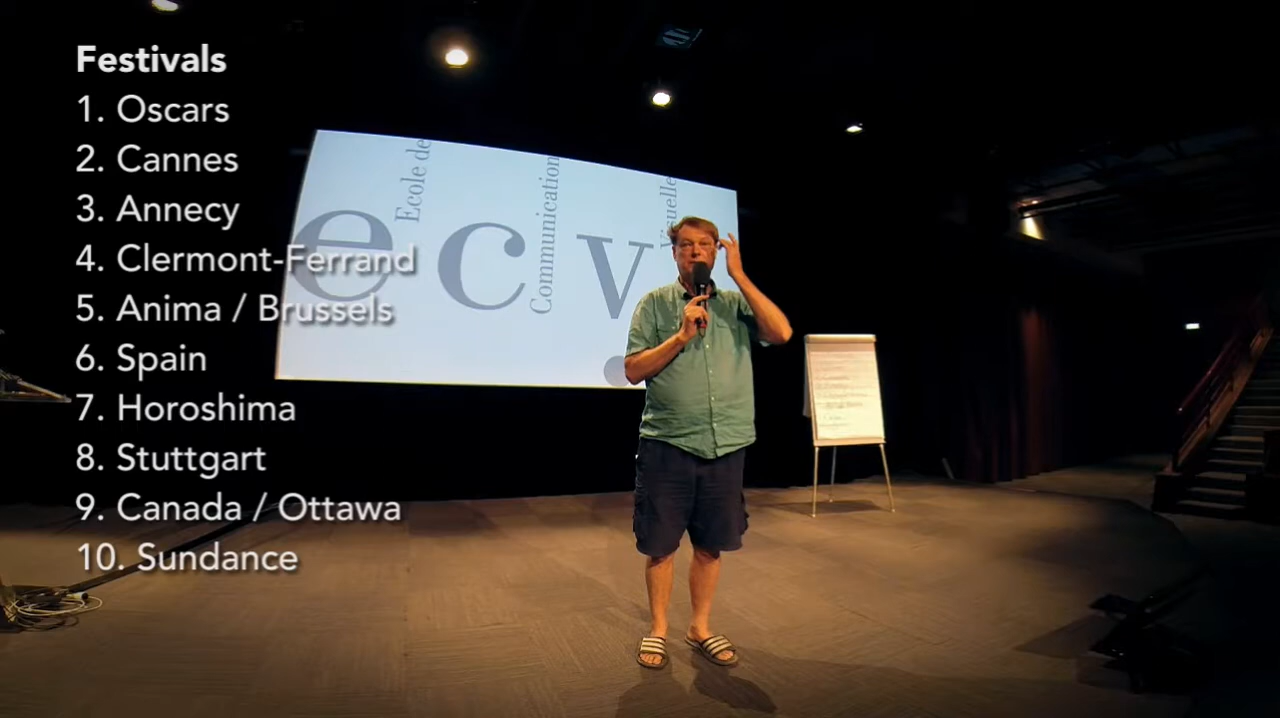 Festivals
1. Oscars
2. Cannes
3. Annecy
4. Clermont-Ferrand
5. Anima / Brussels
6. Spain
7. Horoshima
8. Stuttgart
9. Canada / Ottawa
10. Sundance
e c v
Ecole de
Communication
Visuelle